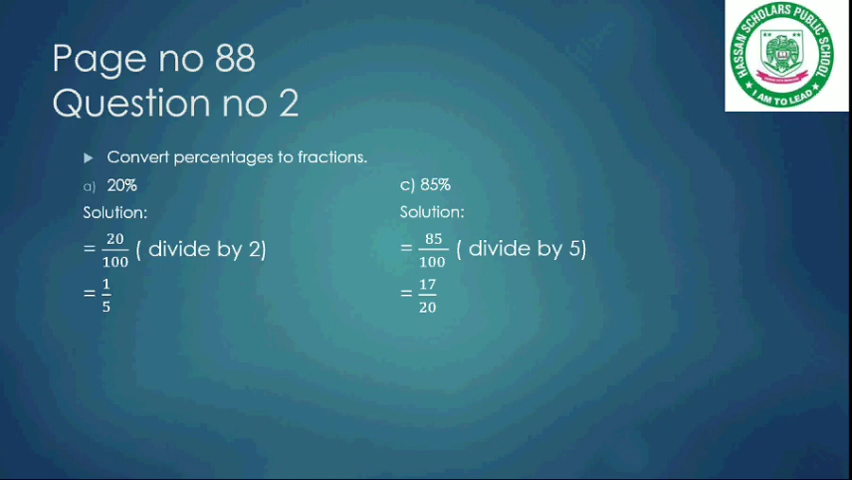 Page no 88
Question no 2
HASSAN SCHOLARS PUBLIC SCHOOL
I AM TO LEAD
Convert percentages to fractions.
a) 20%
Solution:
= 20/100 ( divide by 2)
= 1/5
c) 85%
Solution:
= 85/100 ( divide by 5)
= 17/20